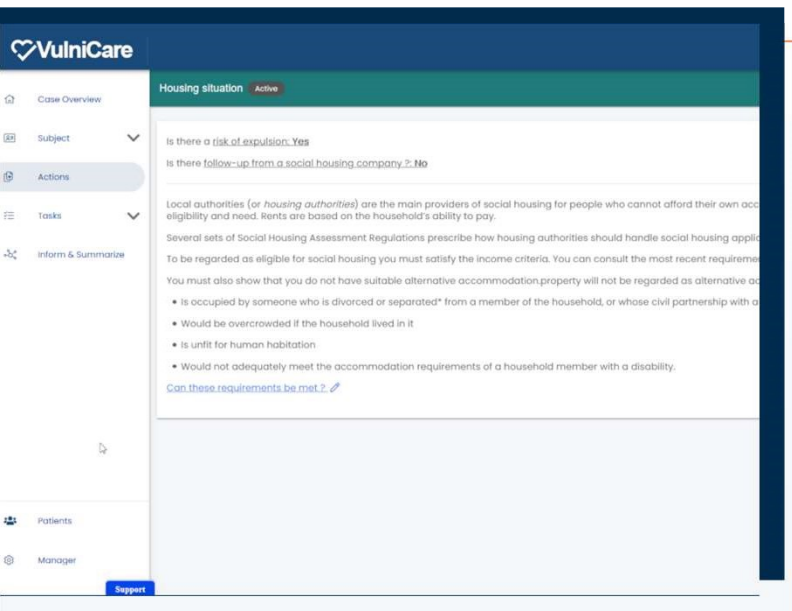 VulniCare
Case Overview
Subject
Actions
Tasks
Inform & Summarize
Patients
Manager
Support
Housing situation Active
Is there a risk of expulsion: Yes
Is there follow-up from a social housing company ?: No
Local authorities (or housing authorities) are the main providers of social housing for people who cannot afford their own acc
eligibility and need. Rents are based on the household's ability to pay.
Several sets of Social Housing Assessment Regulations prescribe how housing authorities should handle social housing applic
To be regarded as eligible for social housing you must satisfy the income criteria. You can consult the most recent requireme
You must also show that you do not have suitable alternative accommodation.property will not be regarded as alternative ac
• Is occupied by someone who is divorced or separated* from a member of the household, or whose civil partnership with a
• Would be overcrowded if the household lived in it
• Is unfit for human habitation
• Would not adequately meet the accommodation requirements of a household member with a disability.
Can these requirements be met ?